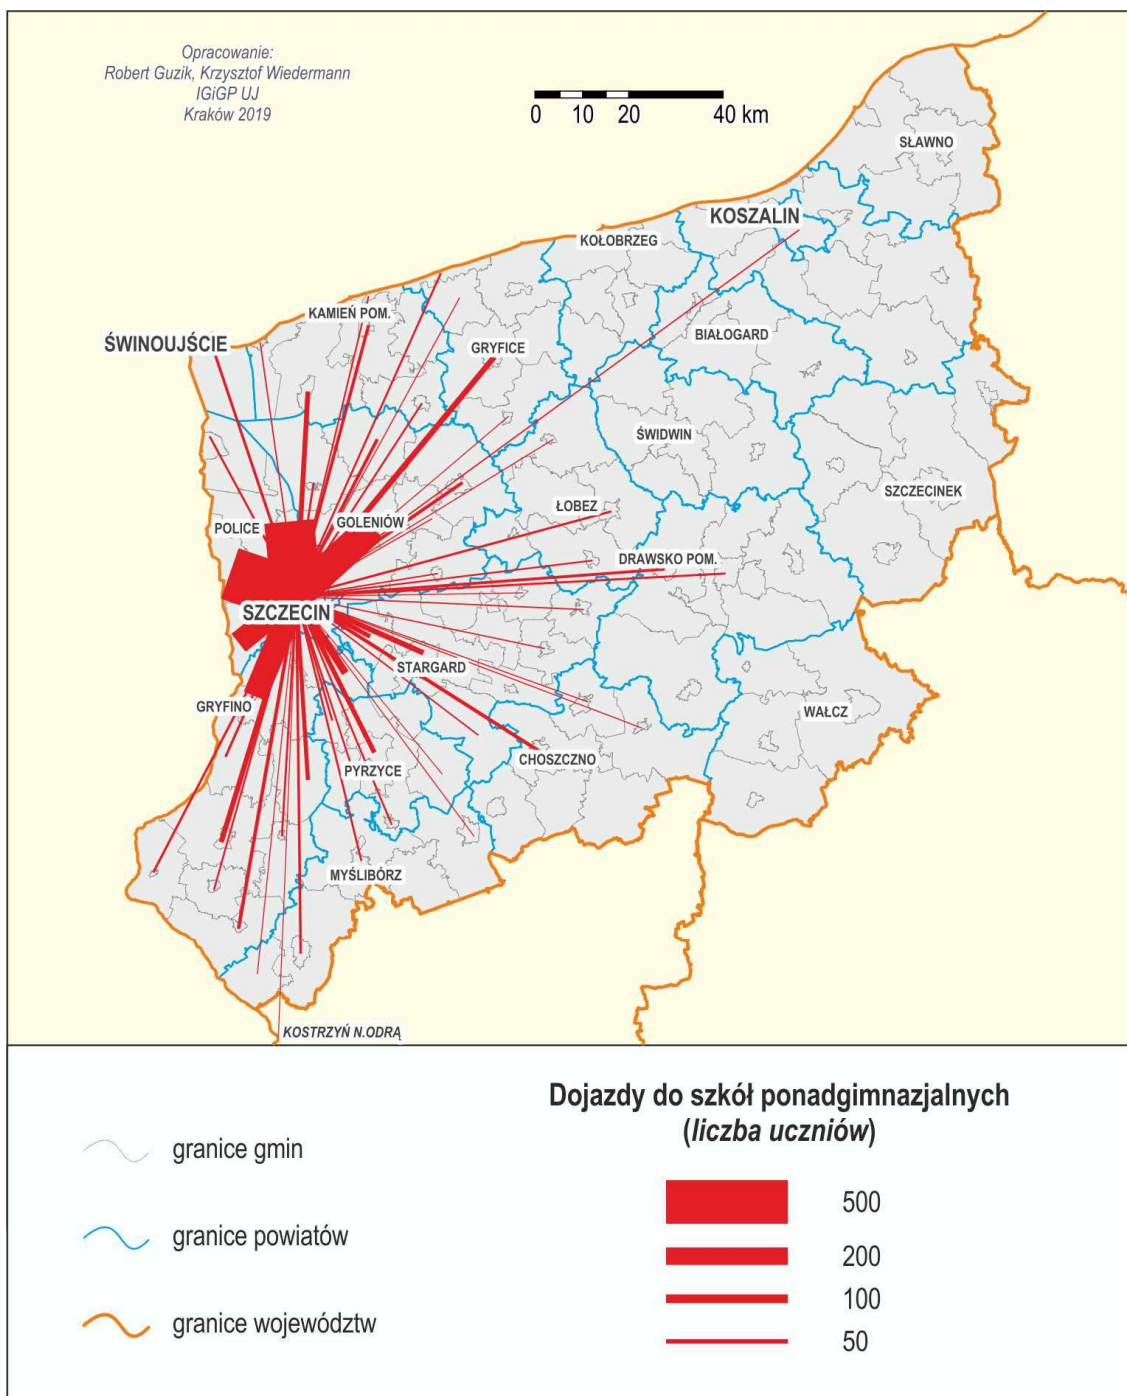 Opracowanie:
Robert Guzik, Krzysztof Wiedermann
IGiGP UJ
Kraków 2019
0 10 20 40 km
SŁAWNO
KOSZALIN
KOŁOBRZEG
KAMIEŃ POM.
BIAŁOGARD
ŚWINOUJŚCIE
GRYFICE
ŚWIDWIN
SZCZECINEK
ŁOBEZ
POLICE
GOLENIÓW
DRAWSKO POM.
SZCZECIN
STARGARD
GRYFINO
WAŁCZ
CHOSZCZNO
PYRZYCE
MYŚLIBÓRZ
KOSTRZYŃ N.ODRĄ
Dojazdy do szkół ponadgimnazjalnych
(liczba uczniów)
granice gmin
granice powiatów
granice województw
500
200
100
50